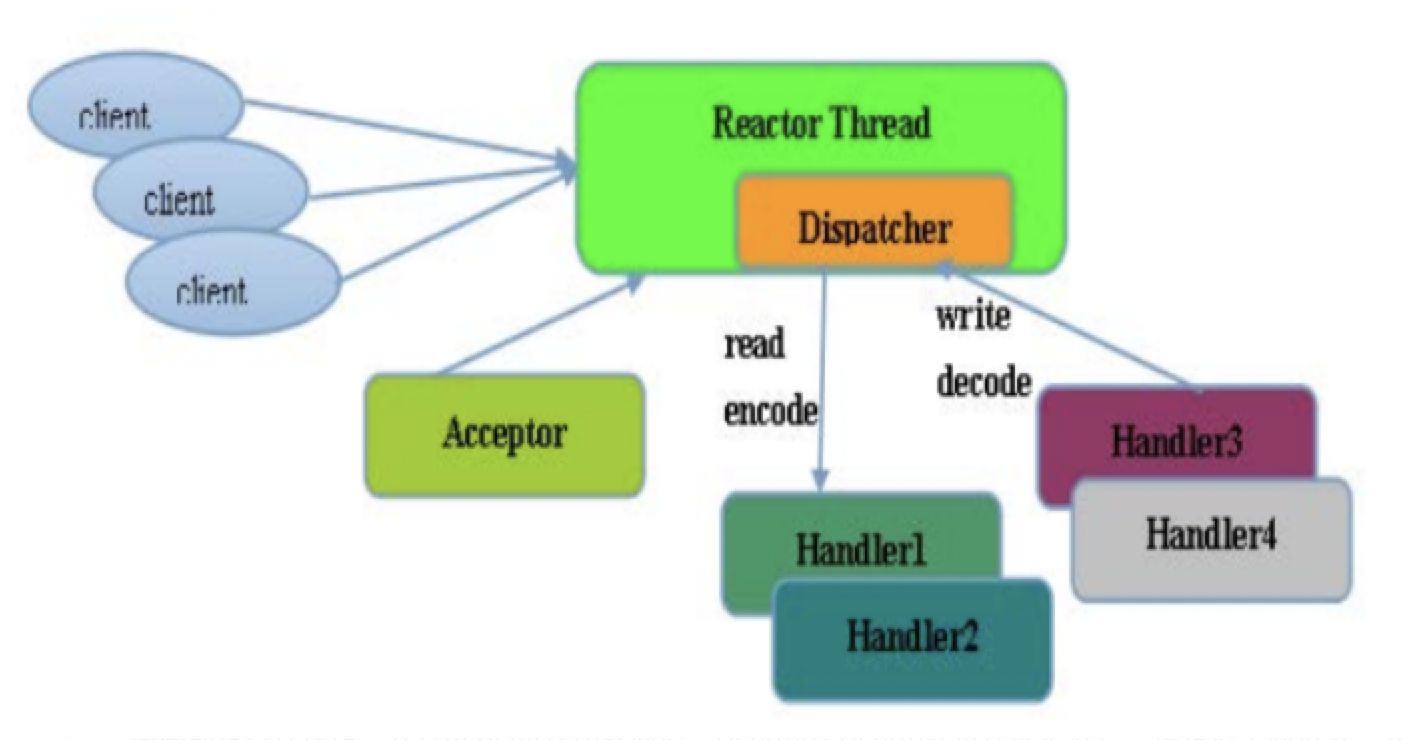 client
client
client
Reactor Thread
Dispatcher
read
encode
write
decode
Acceptor
Handler1
Handler2
Handler3
Handler4